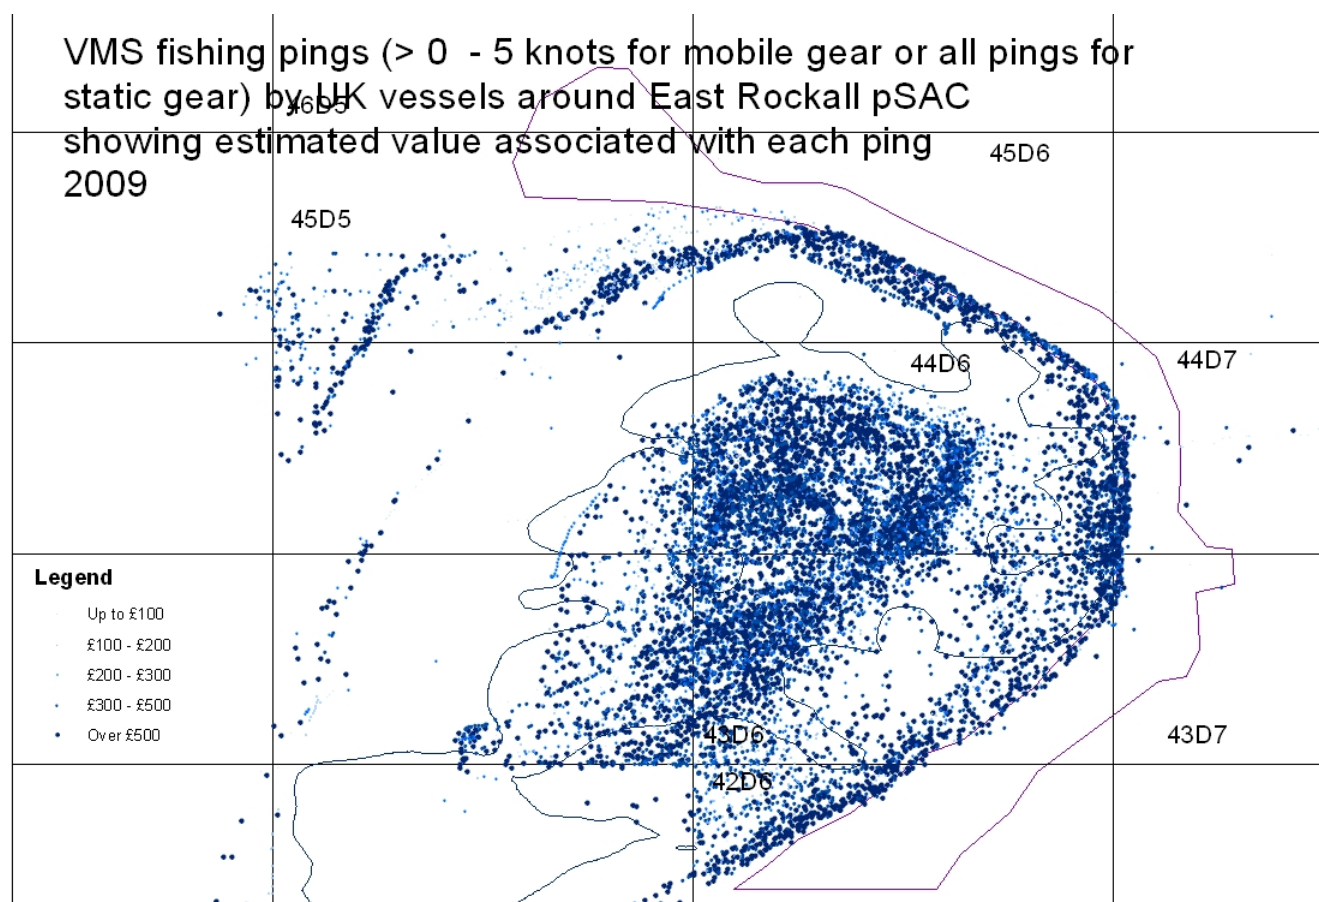 VMS fishing pings (> 0 - 5 knots for mobile gear or all pings for
static gear) by UK vessels around East Rockall pSAC
46D5
showing estimated value associated with each ping
2009
45D6
45D5
44D6
44D7
Legend
Up to £100
£100 - £200
£200 - £300
£300 - £500
Over £500
43D6
43D7
42D6